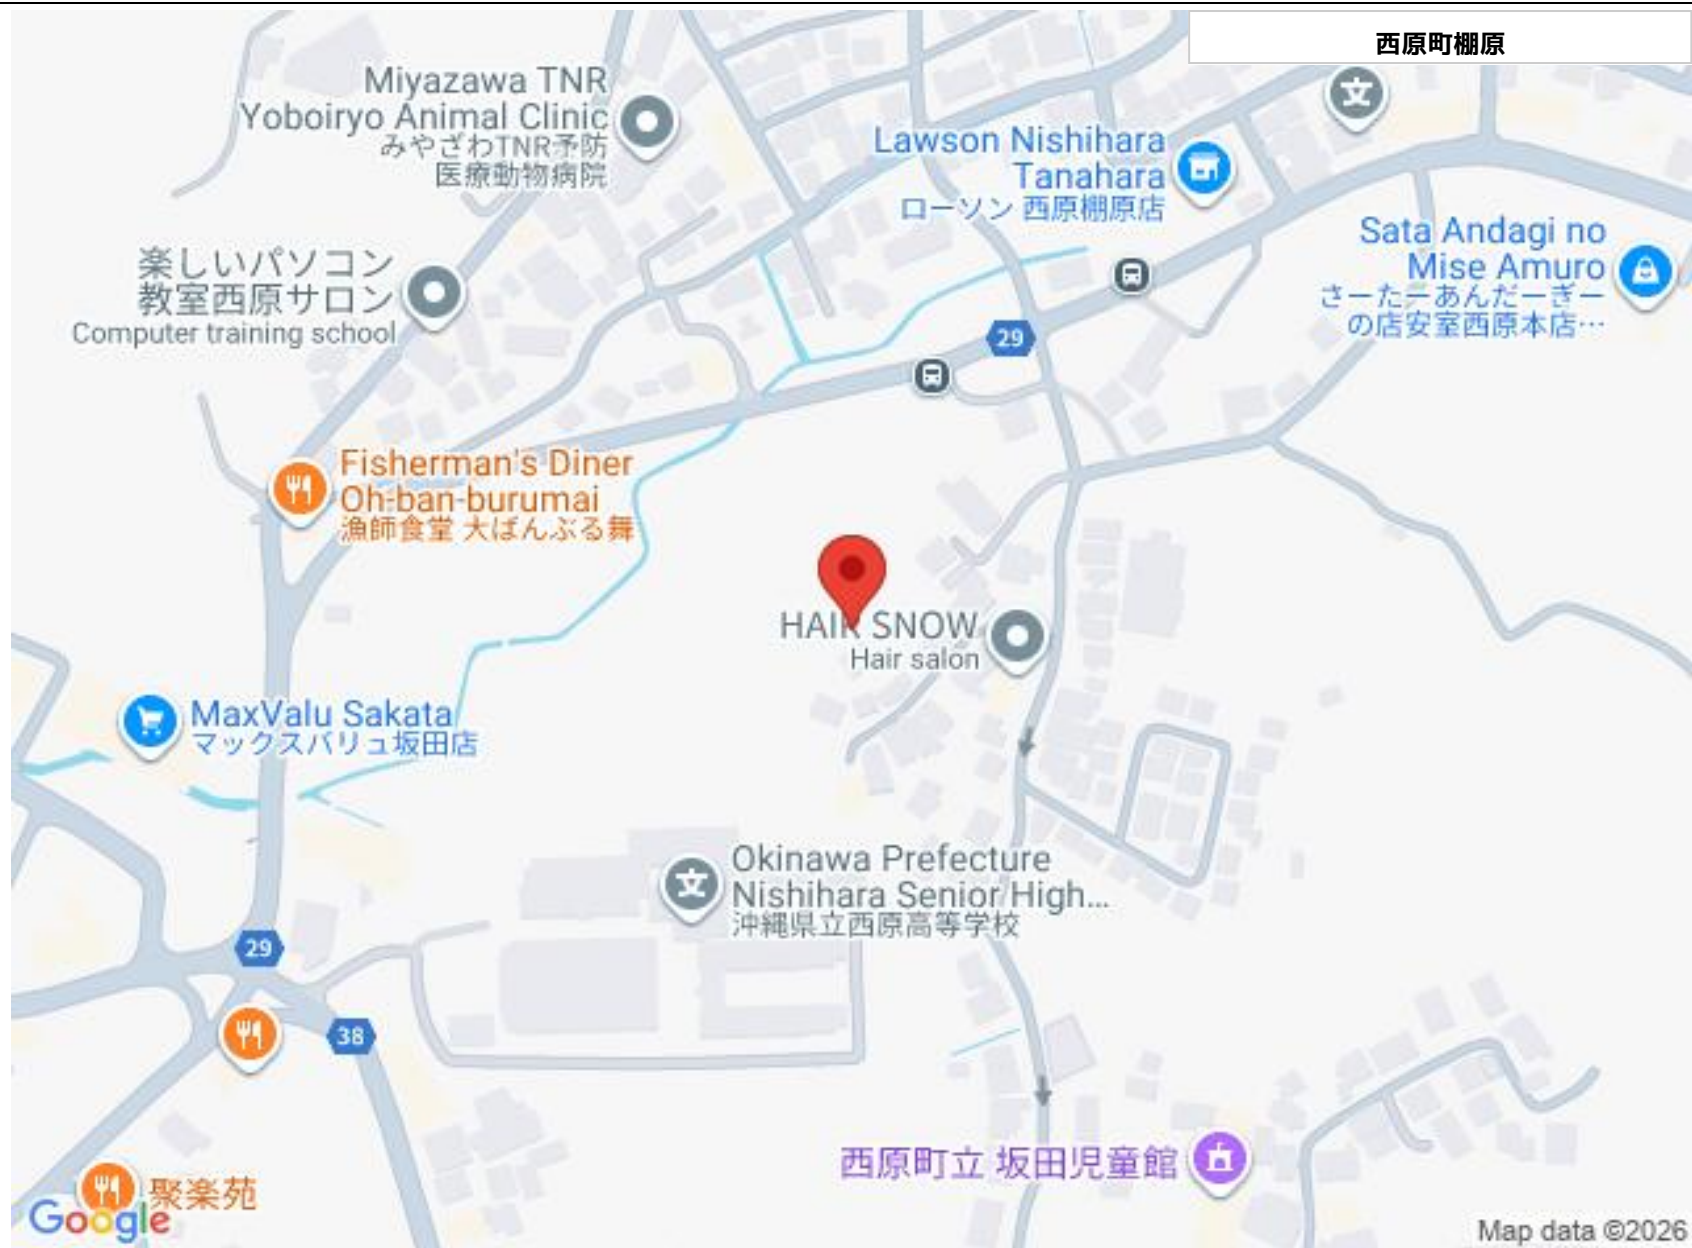 西原町棚原
Miyazawa TNR
Yoboiryo Animal Clinic
みやざわTNR予防
医療動物病院
文
Lawson Nishihara
Tanahara
ローソン 西原棚原店
Sata Andagi no
Mise Amuro
さーたーあんだーぎー
の店安室西原本店…
楽しいパソコン
教室西原サロン
Computer training school
29
Fisherman's Diner
Oh-ban-burumai
漁師食堂 大ばんぶる舞
HAIR SNOW
Hair salon
MaxValu Sakata
マックスバリュ坂田店
文
Okinawa Prefecture
Nishihara Senior High...
沖縄県立西原高等学校
29
38
西原町立 坂田児童館
聚楽苑
Google
Map data ©2026